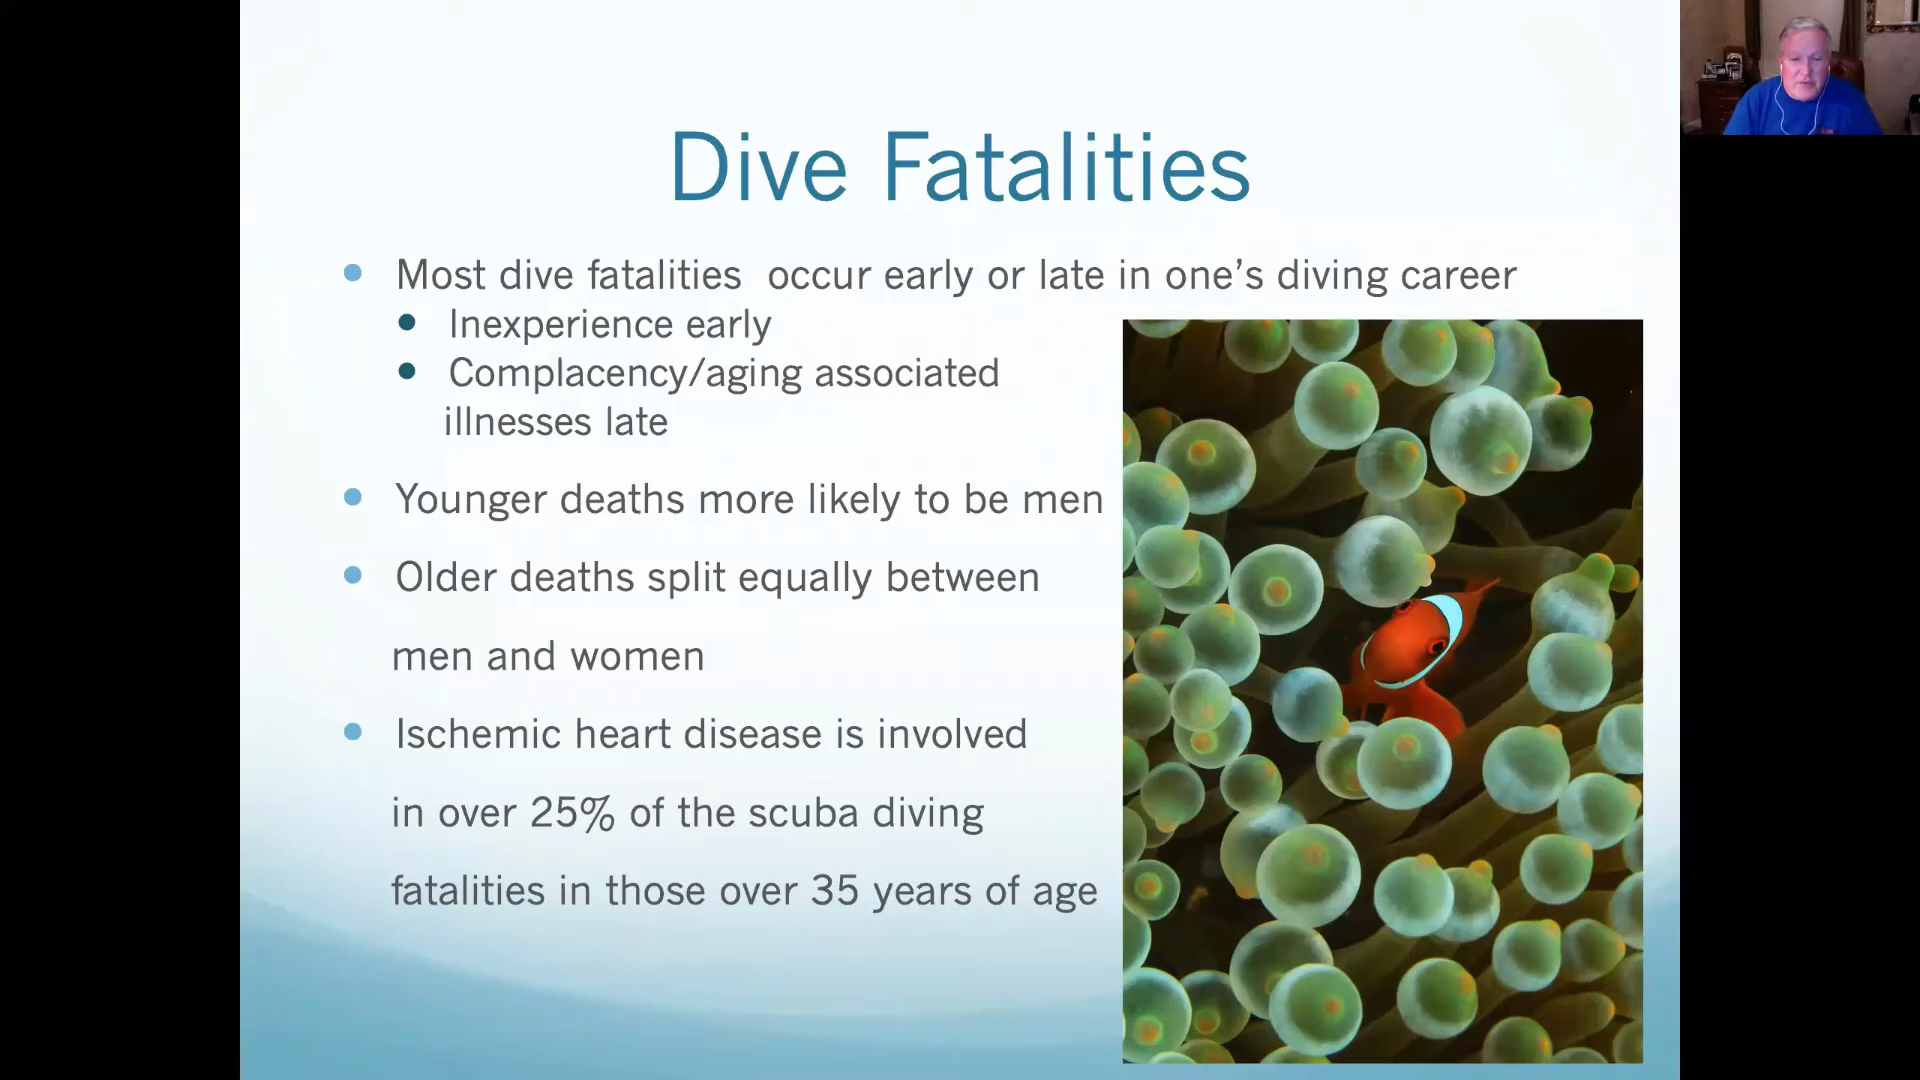 Dive Fatalities
Most dive fatalities  occur early or late in one’s diving career
Inexperience early
Complacency/aging associated
illnesses late
Younger deaths more likely to be men
Older deaths split equally between
men and women
Ischemic heart disease is involved
in over 25% of the scuba diving
fatalities in those over 35 years of age